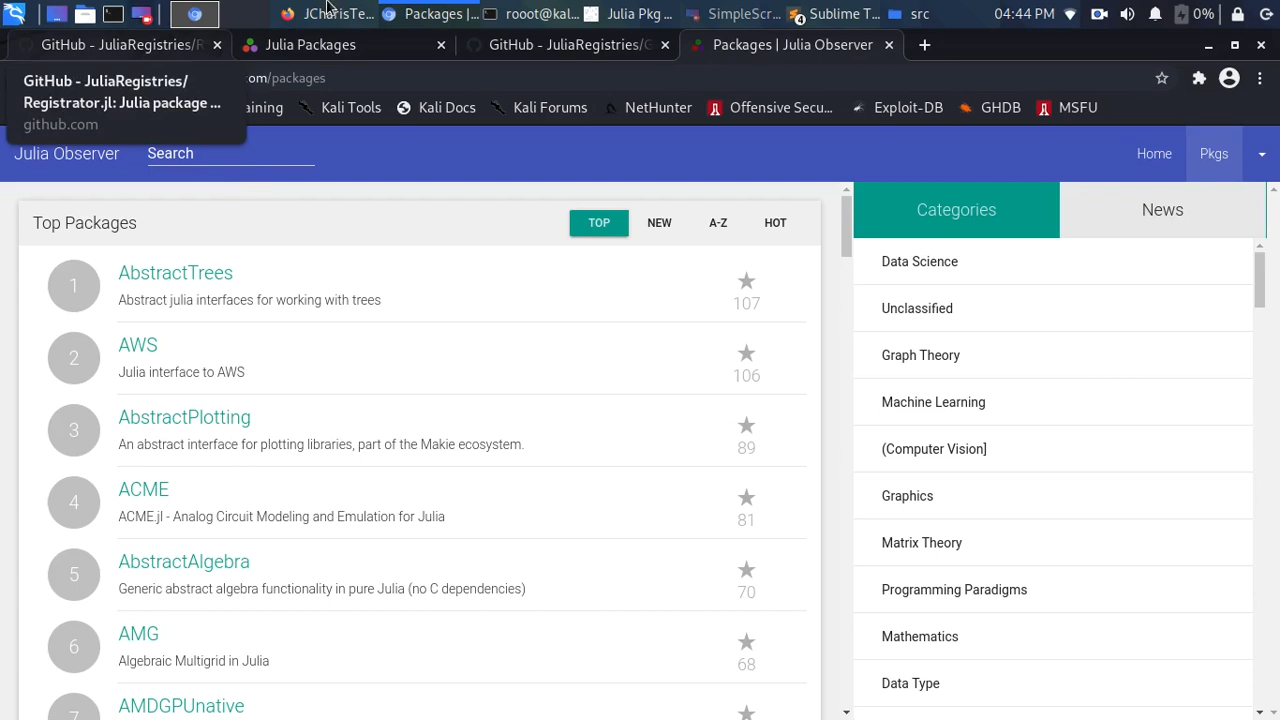 JChrisTe...
Packages |...
rooot@kal...
Julia Pkg ...
SimpleScr...
4
Sublime T...
src
04:44 PM
0%
GitHub - JuliaRegistries/R
Julia Packages
GitHub - JuliaRegistries/G
Packages | Julia Observer
GitHub - JuliaRegistries/
Registrator.jl: Julia package ...
github.com
om/packages
aining
Kali Tools
Kali Docs
Kali Forums
NetHunter
Offensive Secu...
Exploit-DB
GHDB
MSFU
Julia Observer
Search
Home
Pkgs
Top Packages
TOP
NEW
A-Z
HOT
1
AbstractTrees
Abstract julia interfaces for working with trees
107
2
AWS
Julia interface to AWS
106
3
AbstractPlotting
An abstract interface for plotting libraries, part of the Makie ecosystem.
89
4
ACME
ACME.jl - Analog Circuit Modeling and Emulation for Julia
81
5
AbstractAlgebra
Generic abstract algebra functionality in pure Julia (no C dependencies)
70
6
AMG
Algebraic Multigrid in Julia
68
7
AMDGPUnative
Categories
News
Data Science
Unclassified
Graph Theory
Machine Learning
(Computer Vision]
Graphics
Matrix Theory
Programming Paradigms
Mathematics
Data Type